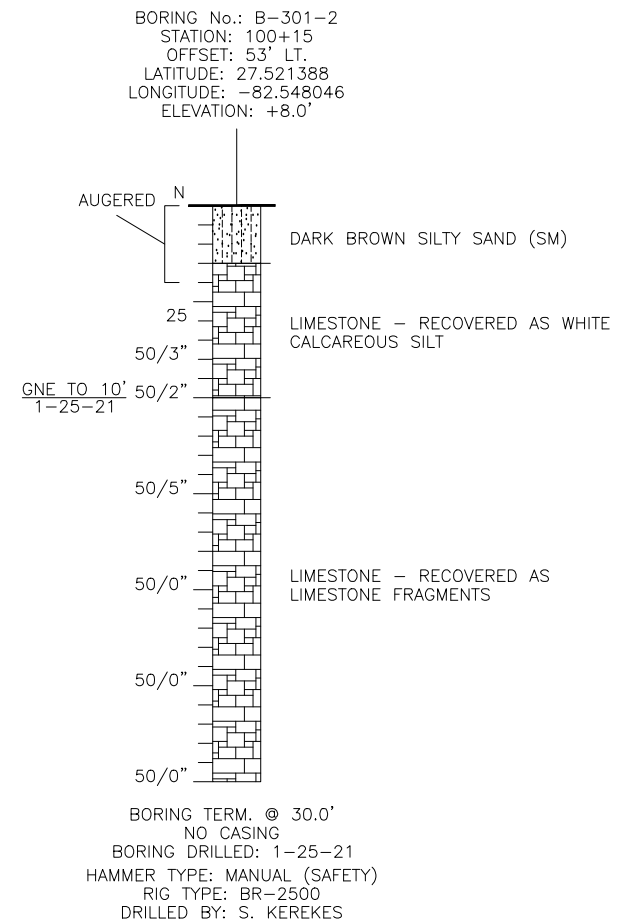 BORING No.: B-301-2
STATION: 100+15
OFFSET: 53' LT.
LATITUDE: 27.521388
LONGITUDE: -82.548046
ELEVATION: +8.0'
AUGERED
N
DARK BROWN SILTY SAND (SM)
25
LIMESTONE - RECOVERED AS WHITE
CALCAREOUS SILT
50/3"
GNE TO 10'
1-25-21
50/2"
50/5"
50/0"
LIMESTONE - RECOVERED AS
LIMESTONE FRAGMENTS
50/0"
50/0"
BORING TERM. @ 30.0'
NO CASING
BORING DRILLED: 1-25-21
HAMMER TYPE: MANUAL (SAFETY)
RIG TYPE: BR-2500
DRILLED BY: S. KEREKES